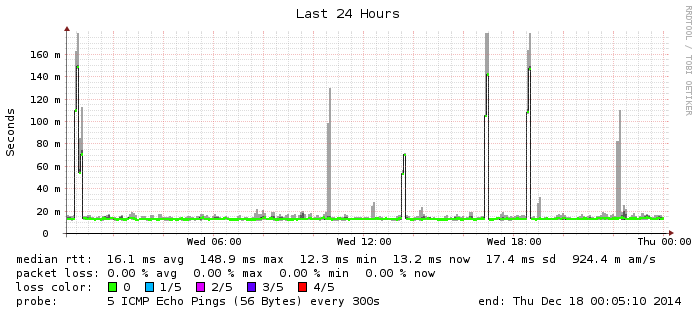 Last 24 Hours
RRDTOOL / TOBI OETIKER
Seconds
160 m
140 m
120 m
100 m
80 m
60 m
40 m
20 m
0
Wed 06:00 Wed 12:00 Wed 18:00 Thu 00:00
median rtt: 16.1 ms avg 148.9 ms max 12.3 ms min 13.2 ms now 17.4 ms sd 924.4 m am/s
packet loss: 0.00 % avg 0.00 % max 0.00 % min 0.00 % now
loss color: 0 1/5 2/5 3/5 4/5
probe: 5 ICMP Echo Pings (56 Bytes) every 300s end: Thu Dec 18 00:05:10 2014